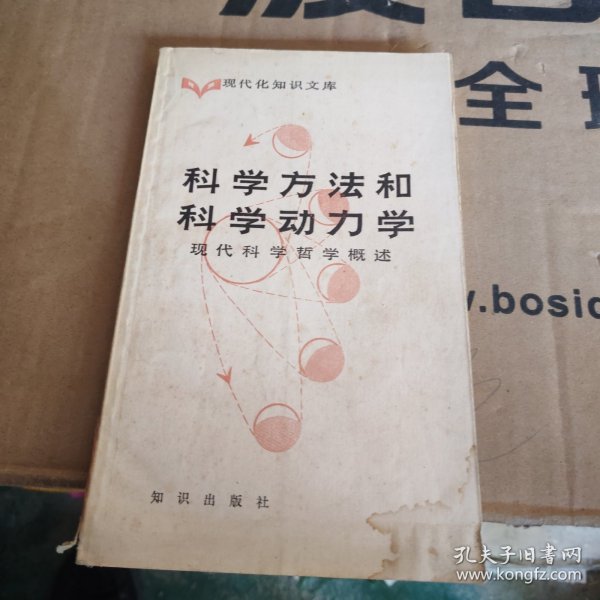 现代化知识文库
科学方法和
科学动力学
现代科学哲学概述
知识出版社
全
.bosid
孔夫子旧书网
www.kongfz.com